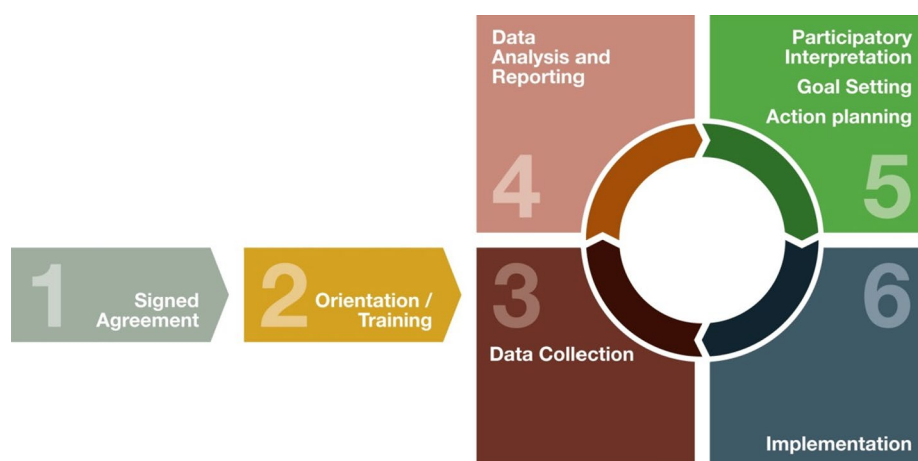 1
Signed
Agreement
2
Orientation /
Training
3
Data Collection
4
Data
Analysis and
Reporting
5
Participatory
Interpretation
Goal Setting
Action planning
6
Implementation